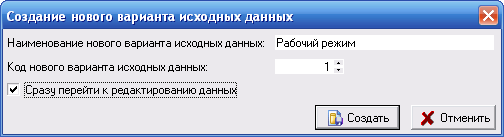 Создание нового варианта исходных данных
Наименование нового варианта исходных данных: Рабочий режим
Код нового варианта исходных данных: 1
Сразу перейти к редактированию данных
Создать Отменить